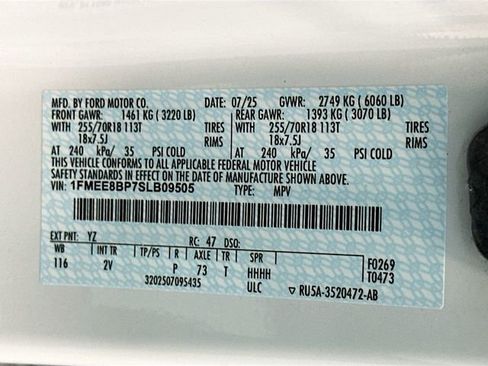 MFD. BY FORD MOTOR CO. DATE: 07/25 GVWR: 2749 KG (6060 LB)
FRONT GAWR: 1461 KG (3220 LB) REAR GAWR: 1393 KG (3070 LB)
WITH 255/70R18 113T TIRES WITH 255/70R18 113T TIRES
18x7.5J RIMS 18x7.5J RIMS
AT 240 kPa/ 35 PSI COLD AT 240 kPa/ 35 PSI COLD
THIS VEHICLE CONFORMS TO ALL APPLICABLE FEDERAL MOTOR VEHICLE
SAFETY STANDARDS IN EFFECT ON THE DATE OF MANUFACTURE SHOWN ABOVE.
1FMEE8BP7SLB09505 TYPE: MPV
EXT PNT: YZ RC: 47 DSO:
WB INT TR TP/PS R AXLE TR SPR
116 2V P 73 T HHHH
ULC
3202507095435
F0269
T0473
▽ RU5A-3520472-AB